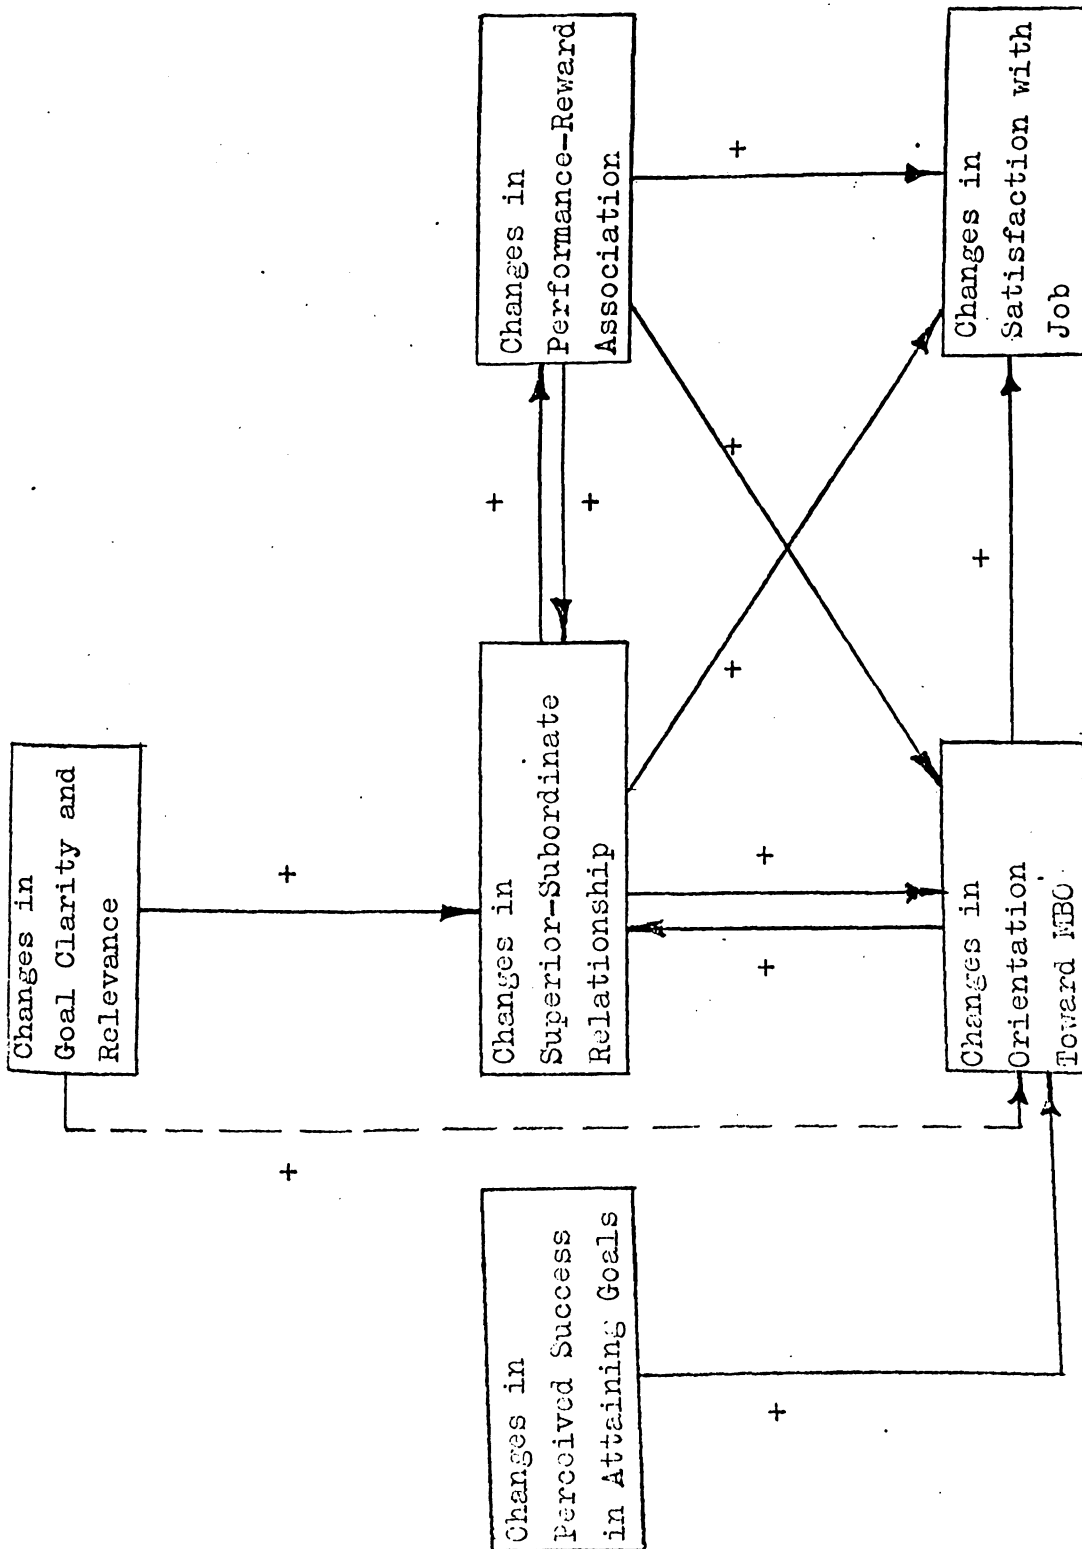 Changes in
Goal Clarity and
Relevance
+
+
Changes in
Perceived Success
in Attaining Goals
+
Changes in
Superior-Subordinate
Relationship
+
+
Changes in
Performance-Reward
Association
+
+
+
+
+
Changes in
Orientation
Toward MBO
+
Changes in
Satisfaction with
Job